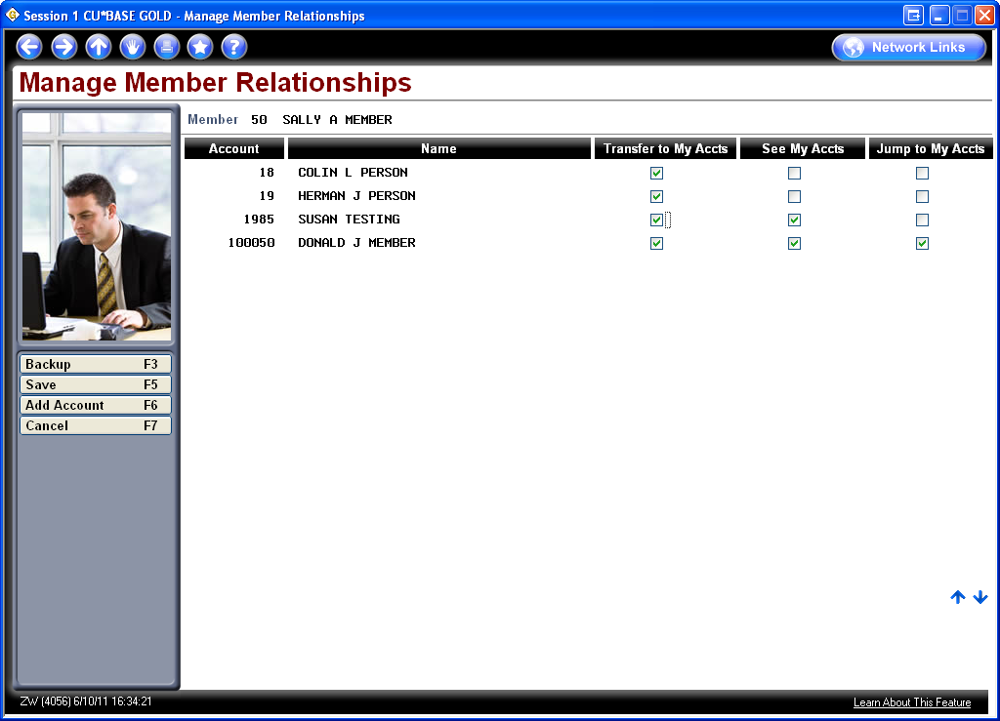 Session 1 CU*BASE GOLD - Manage Member Relationships
? Network Links
Manage Member Relationships
Member 50 SALLY A MEMBER
Account Name Transfer to My Accts See My Accts Jump to My Accts
18 COLIN L PERSON
19 HERMAN J PERSON
1985 SUSAN TESTING
100050 DONALD J MEMBER
Backup F3
Save F5
Add Account F6
Cancel F7
ZW (4056) 6/10/11 16:34:21 Learn About This Feature